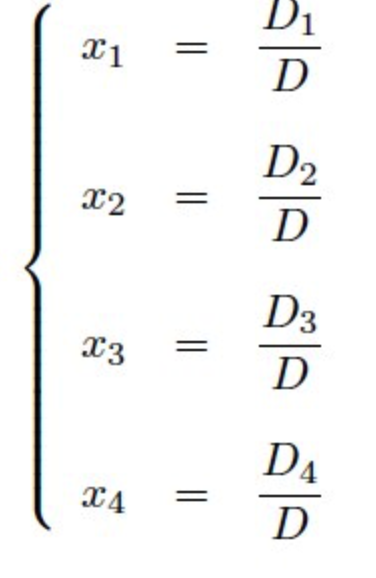 x₁ = D₁/D
x₂ = D₂/D
x₃ = D₃/D
x₄ = D₄/D